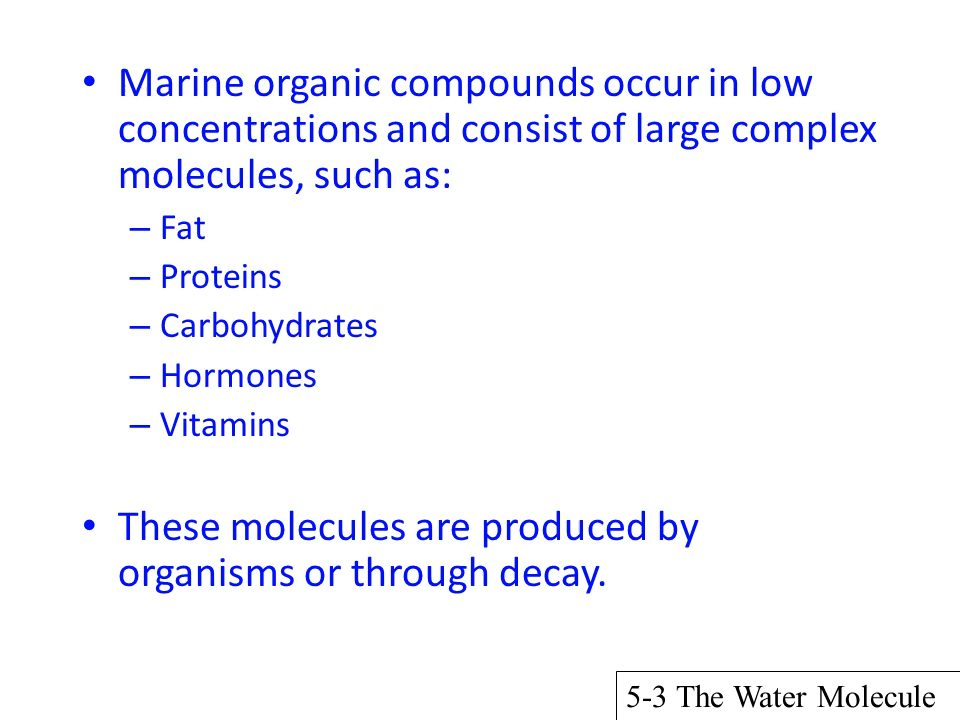 • Marine organic compounds occur in low
concentrations and consist of large complex
molecules, such as:
– Fat
– Proteins
– Carbohydrates
– Hormones
– Vitamins
• These molecules are produced by
organisms or through decay.
5-3 The Water Molecule